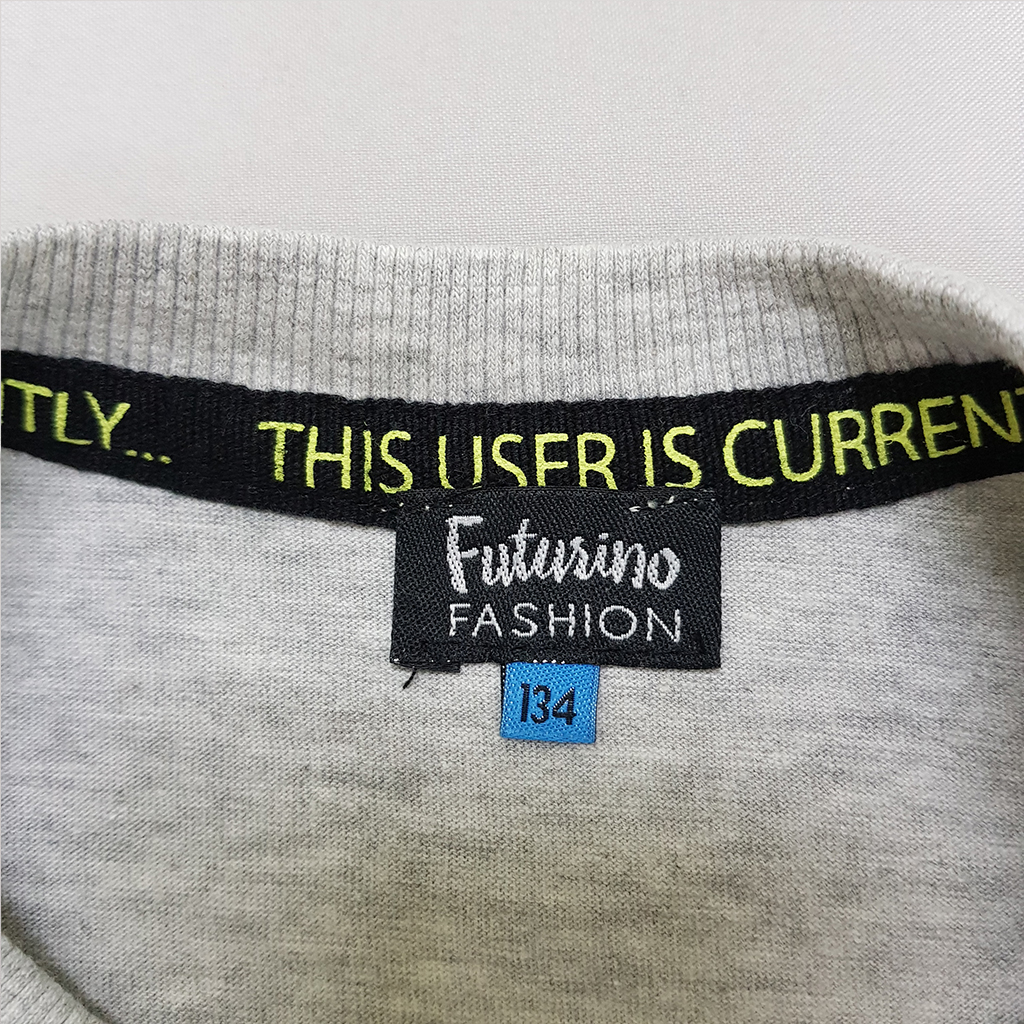 TLY... THIS USER IS CURRENT
Futurino
FASHION
134